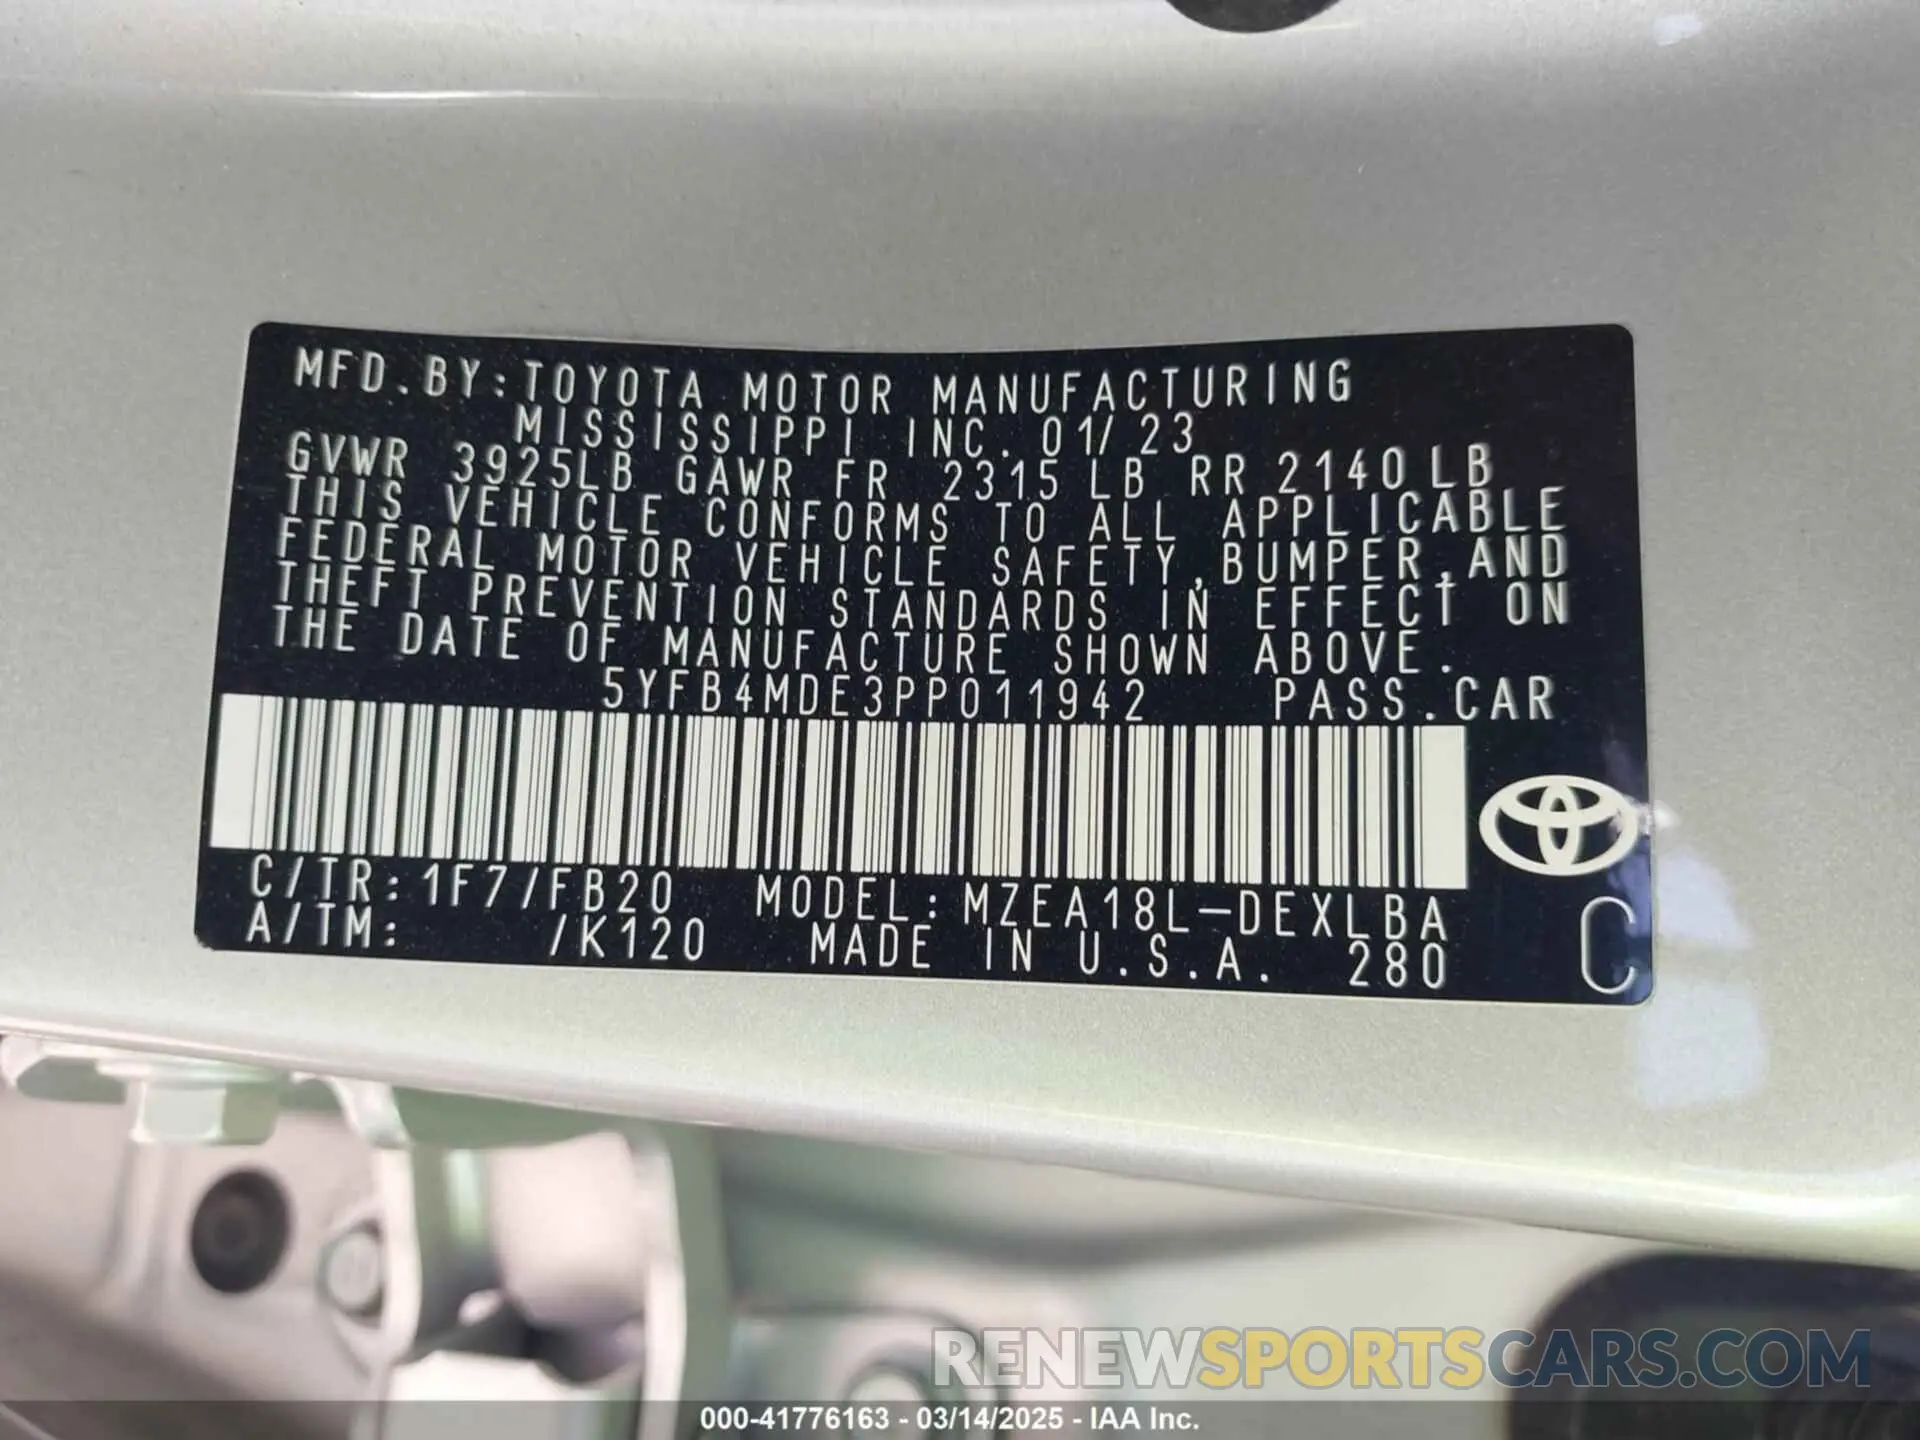 MFD.BY:TOYOTA MOTOR MANUFACTURING
MISSISSIPPI INC. 01/23
GVWR 3925LB GAWR FR 2315LB RR 2140LB
THIS VEHICLE CONFORMS TO ALL APPLICABLE
FEDERAL MOTOR VEHICLE SAFETY,BUMPER,AND
THEFT PREVENTION STANDARDS IN EFFECT ON
THE DATE OF MANUFACTURE SHOWN ABOVE.
5YFB4MDE3PP011942 PASS.CAR
C/TR:1F7/FB20 MODEL:MZEA18L-DEXLBA
A/TM: /K120 MADE IN U.S.A. 280
C
RENEWSPORTSCARS.COM
000-41776163 - 03/14/2025 - IAA Inc.